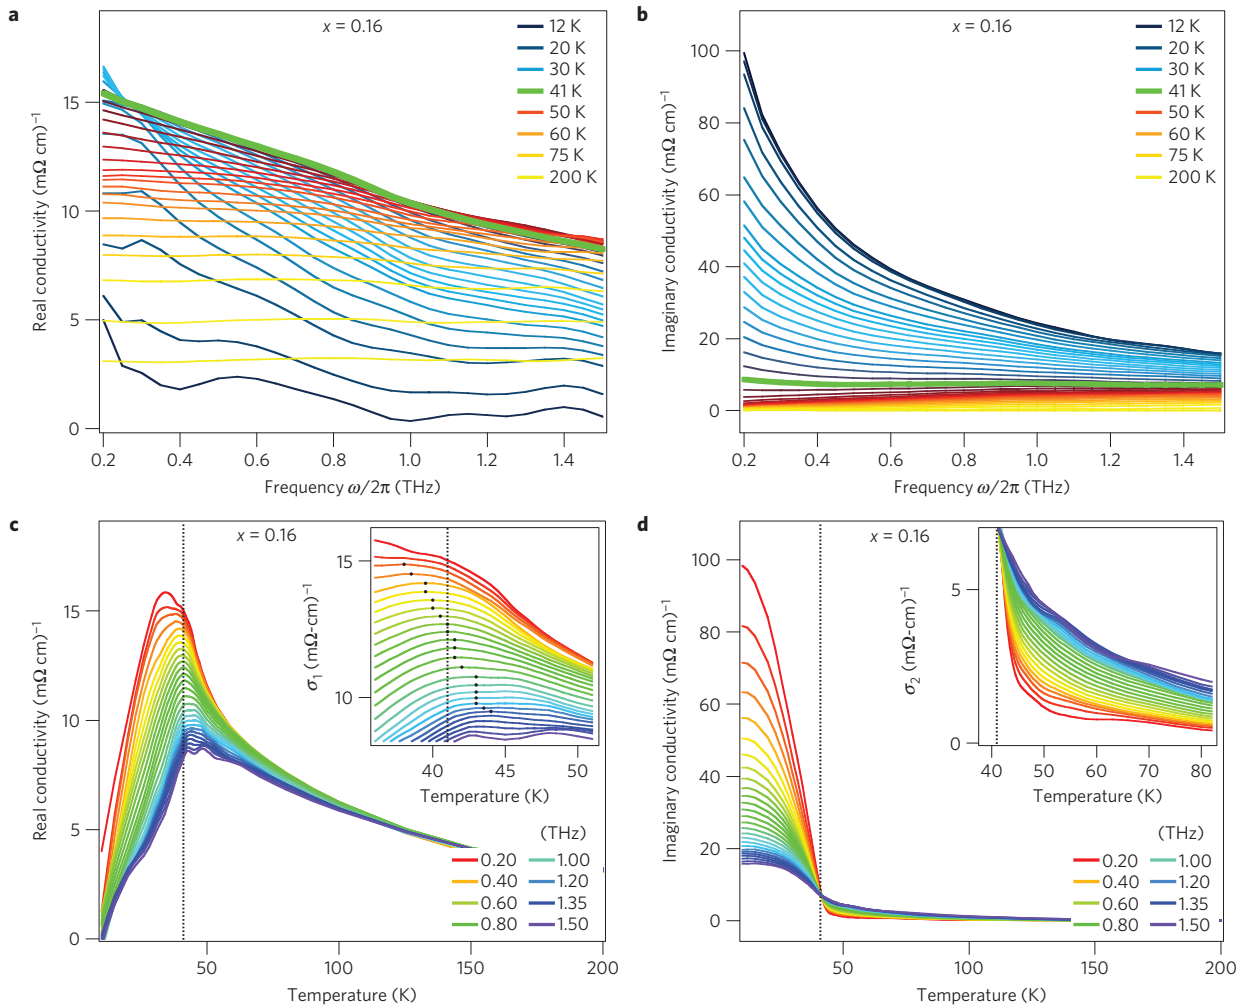 a
x = 0.16
12 K
20 K
30 K
41 K
50 K
60 K
75 K
200 K
Real conductivity (mΩ cm)⁻¹
15
10
5
0
0.2 0.4 0.6 0.8 1.0 1.2 1.4
Frequency ω/2π (THz)
b
x = 0.16
12 K
20 K
30 K
41 K
50 K
60 K
75 K
200 K
Imaginary conductivity (mΩ cm)⁻¹
100
80
60
40
20
0
0.2 0.4 0.6 0.8 1.0 1.2 1.4
Frequency ω/2π (THz)
c
x = 0.16
Real conductivity (mΩ cm)⁻¹
15
10
5
0
50 100 150 200
Temperature (K)
σ₁ (mΩ-cm)⁻¹
15
10
40 45 50
Temperature (K)
(THz)
0.20 1.00
0.40 1.20
0.60 1.35
0.80 1.50
d
x = 0.16
Imaginary conductivity (mΩ cm)⁻¹
100
80
60
40
20
0
50 100 150 200
Temperature (K)
σ₂ (mΩ-cm)⁻¹
5
0
40 50 60 70 80
Temperature (K)
(THz)
0.20 1.00
0.40 1.20
0.60 1.35
0.80 1.50